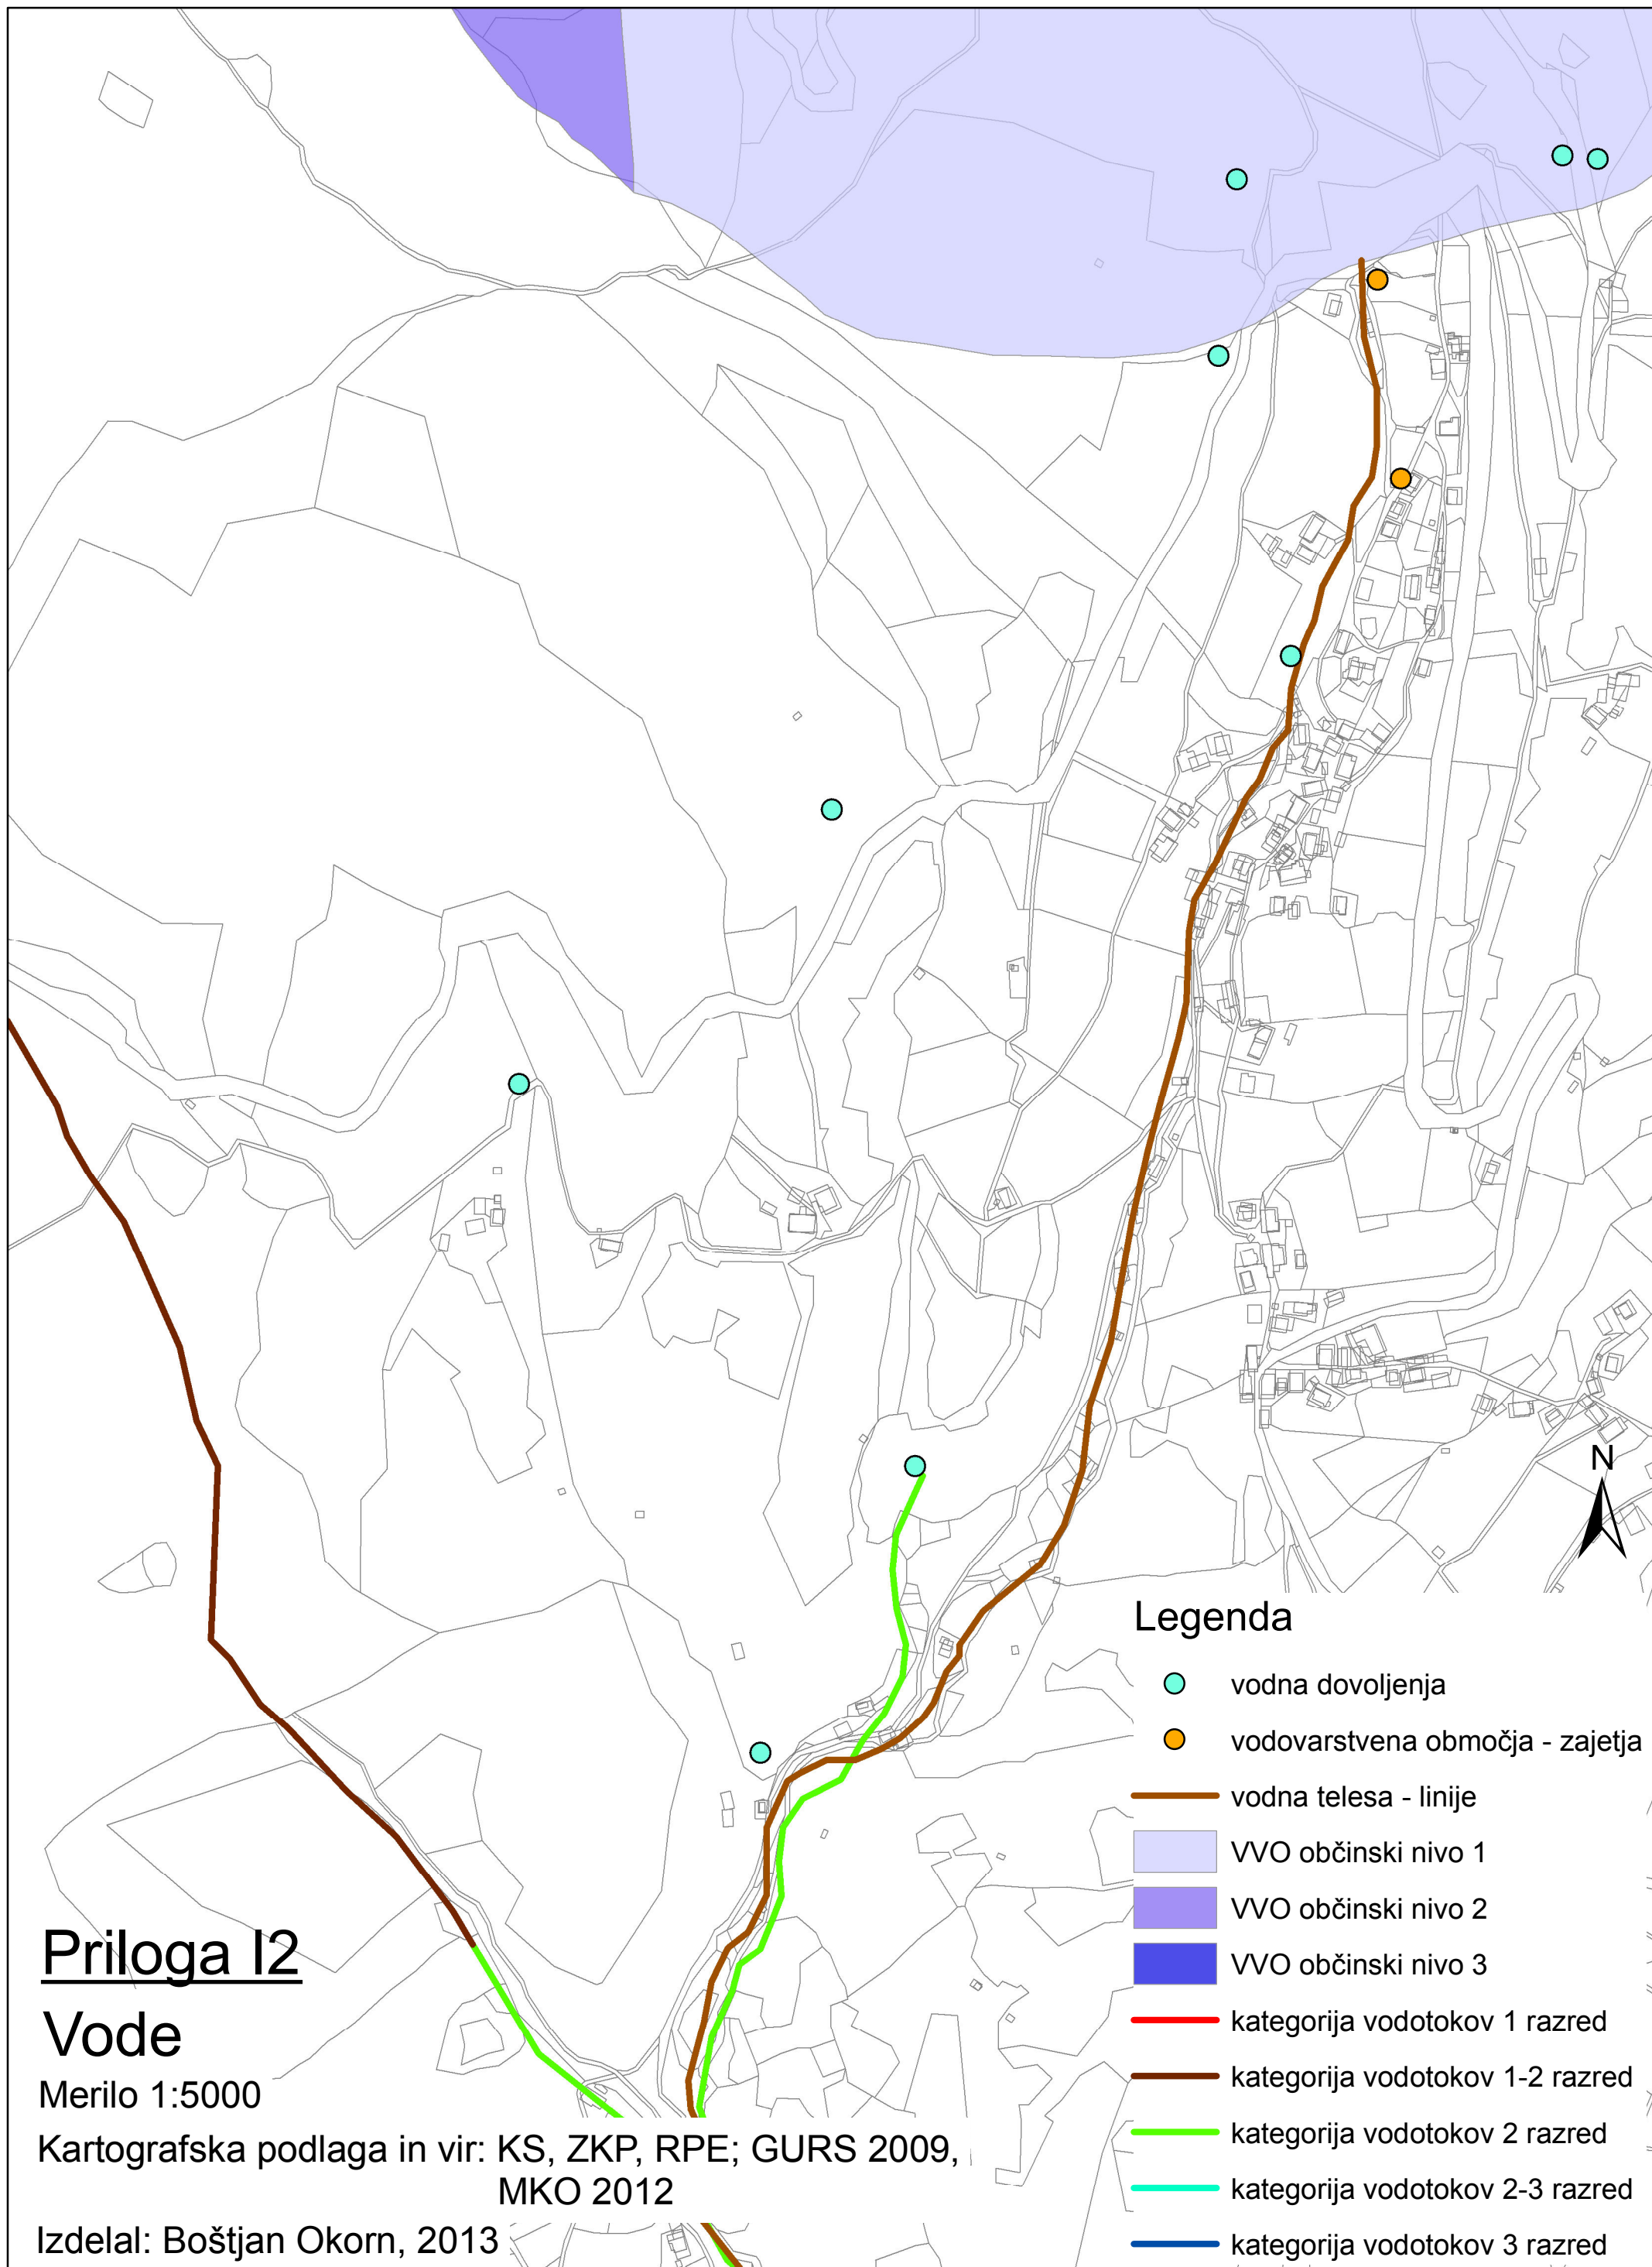 N
Legenda
vodna dovoljenja
vodovarstvena območja - zajetja
vodna telesa - linije
VVO občinski nivo 1
VVO občinski nivo 2
VVO občinski nivo 3
kategorija vodotokov 1 razred
kategorija vodotokov 1-2 razred
kategorija vodotokov 2 razred
kategorija vodotokov 2-3 razred
kategorija vodotokov 3 razred
Priloga I2
Vode
Merilo 1:5000
Kartografska podlaga in vir: KS, ZKP, RPE; GURS 2009,
MKO 2012
Izdelal: Boštjan Okorn, 2013